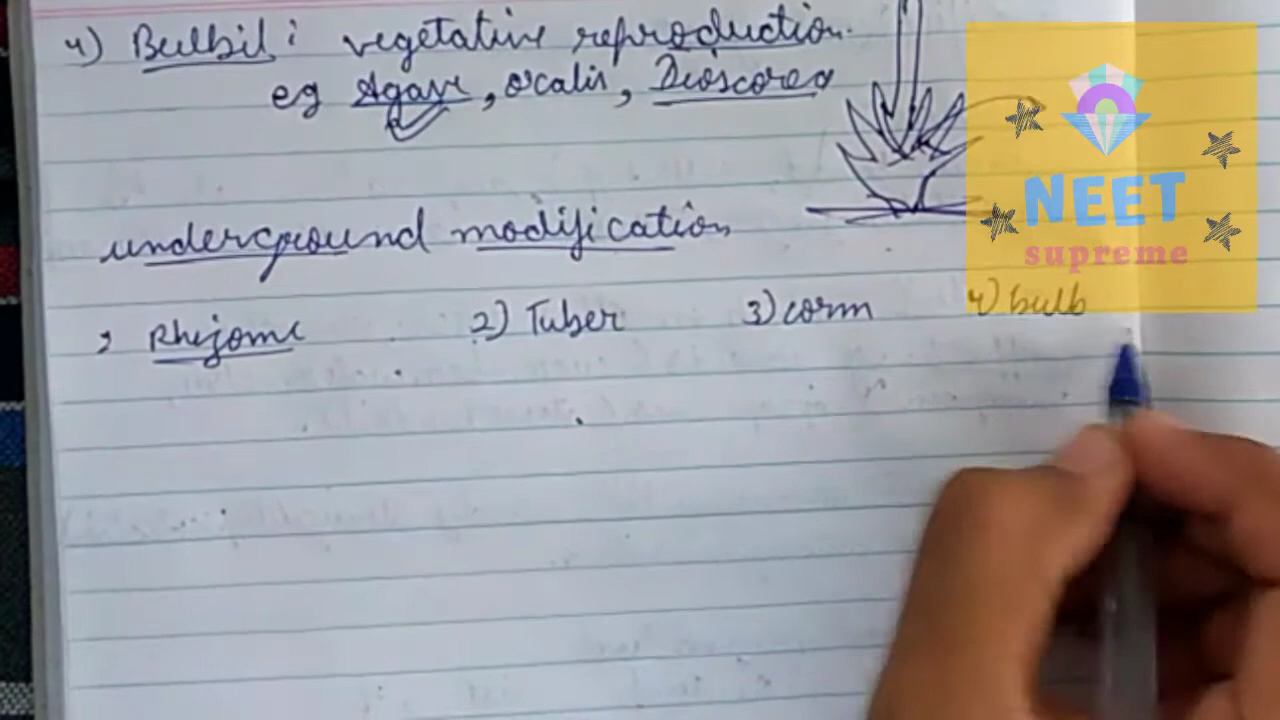 4) Bulbil : vegetative reproduction.
eg Agave, oxalis, Dioscorea
underground modification
NEET
supreme
, Rhizome 2) Tuber 3) corm 4) bulb